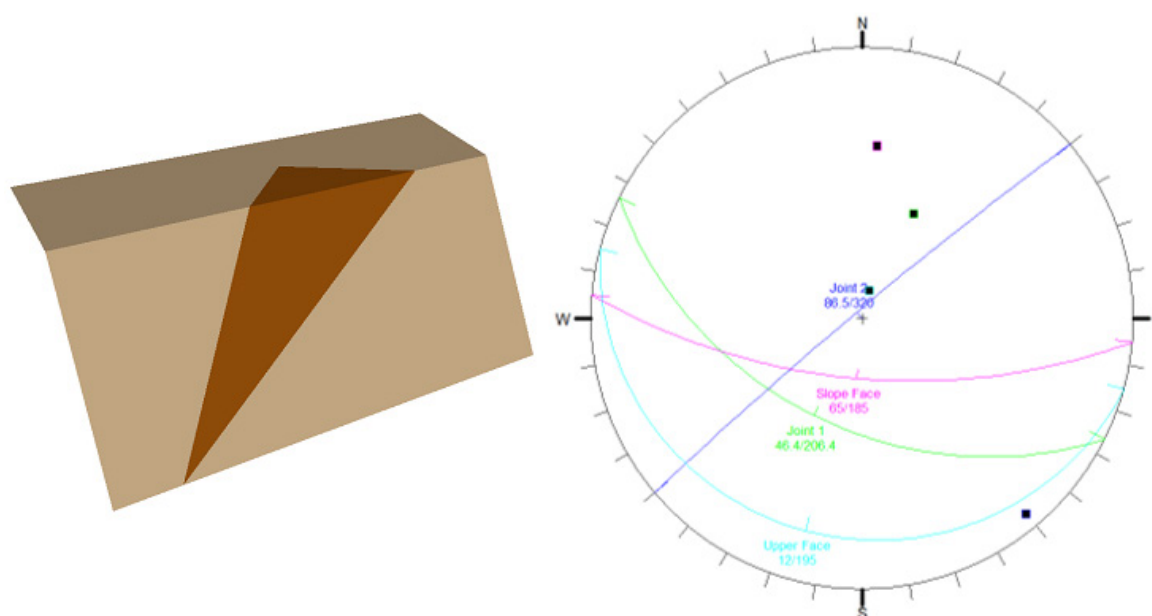 N
Joint 2
86.5/320
W
Slope Face
65/185
Joint 1
46.4/206.4
Upper Face
12/195
S